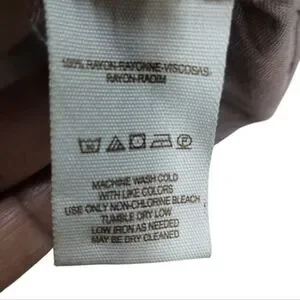 100% RAYON-RAYONNE-VISCOSAS-
RAYON-RAGIM
MACHINE WASH COLD
WITH LIKE COLORS
USE ONLY NON-CHLORINE BLEACH
TUMBLE DRY LOW
LOW IRON AS NEEDED
MAY BE DRY CLEANED